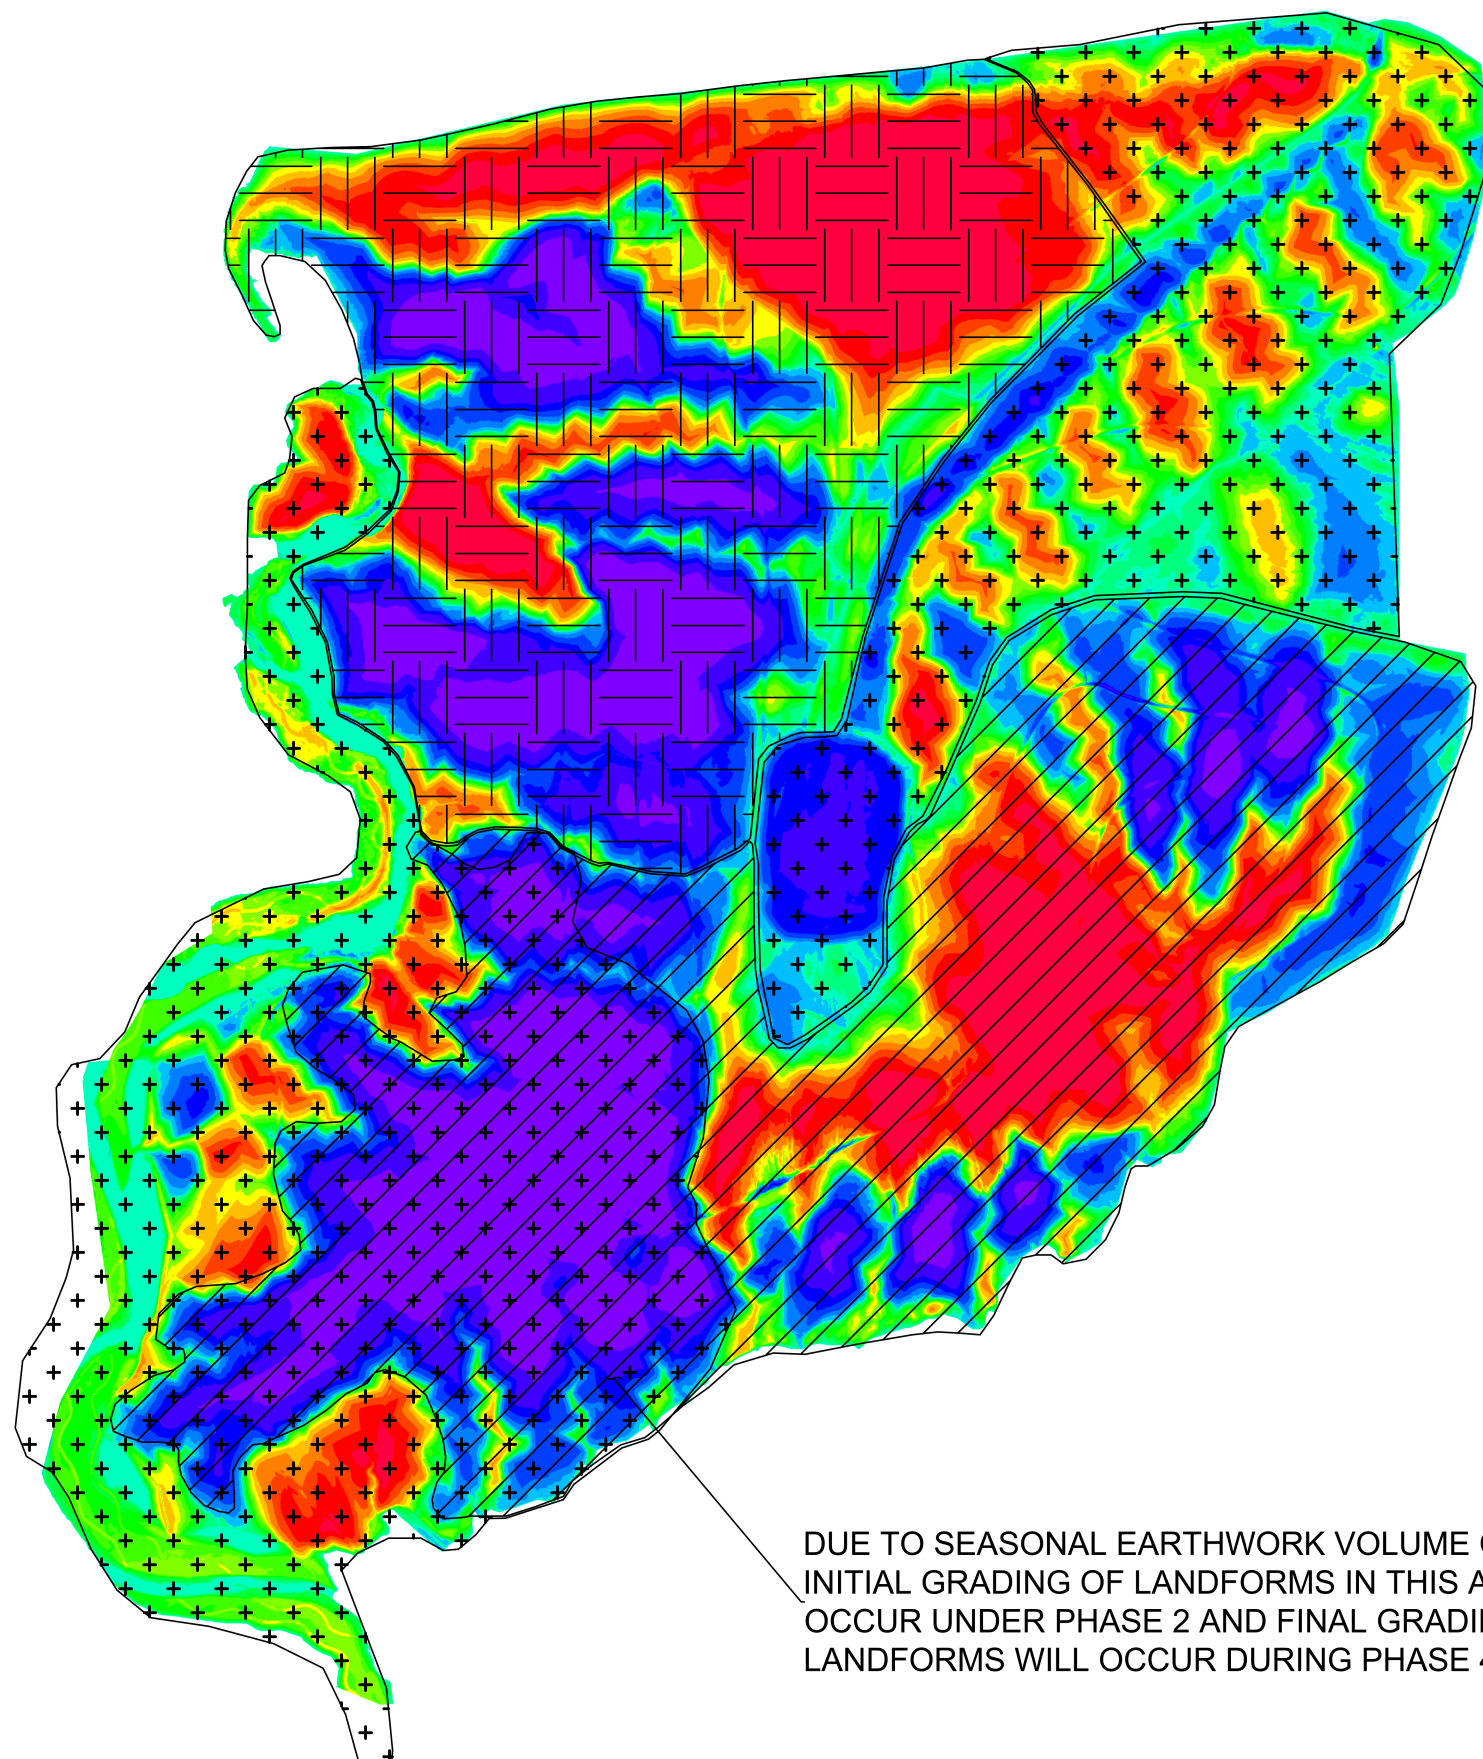 DUE TO SEASONAL EARTHWORK VOLUME
INITIAL GRADING OF LANDFORMS IN THIS
OCCUR UNDER PHASE 2 AND FINAL
LANDFORMS WILL OCCUR DURING PHASE